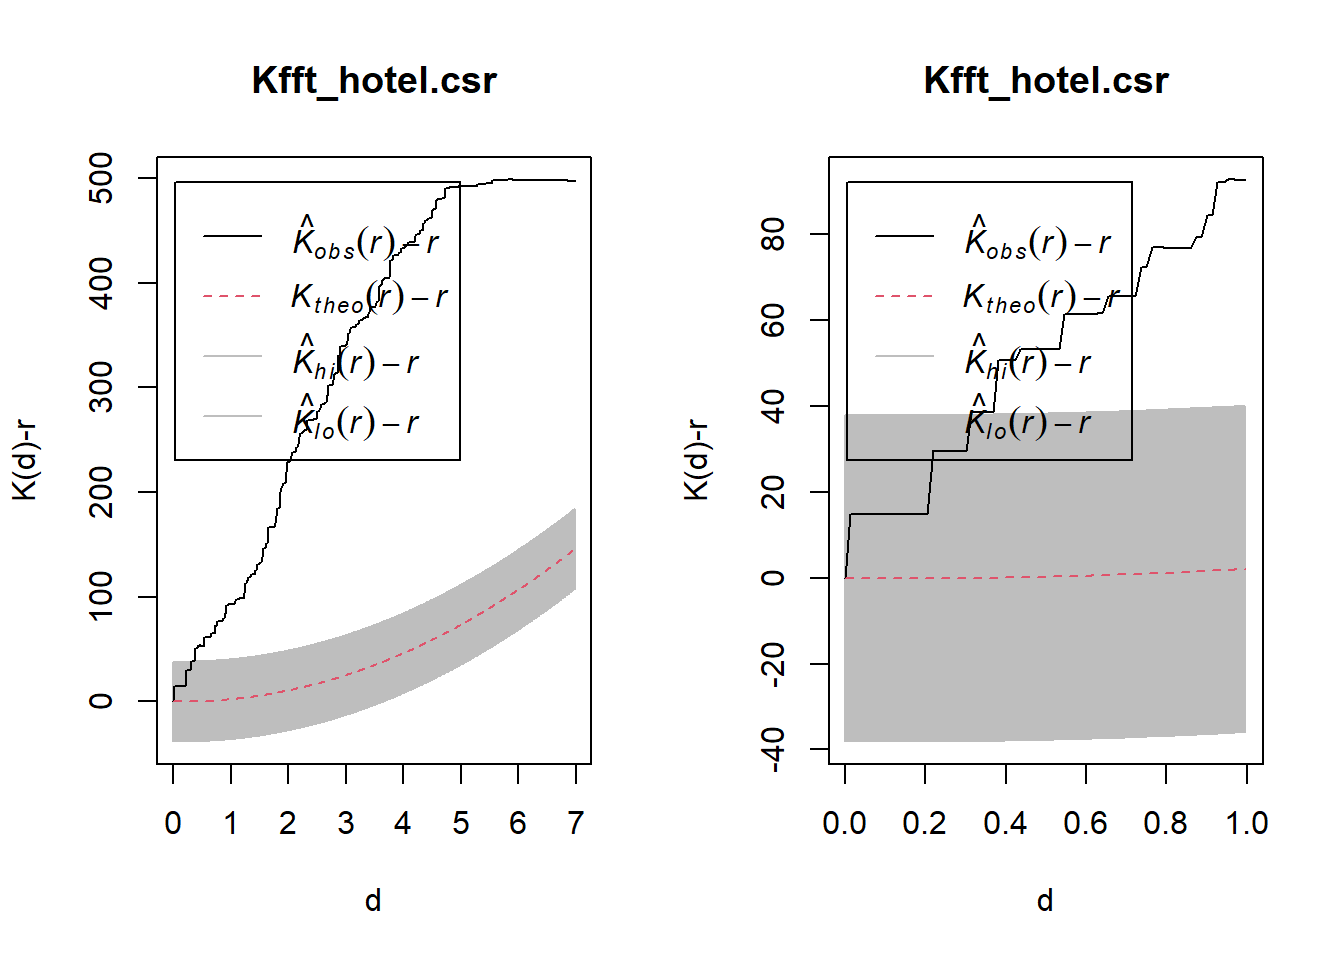 Kfft_hotel.csr
K(d)-r
500
400
300
200
100
0
K̂obs(r) − r
Ktheo(r) − r
K̂hi(r) − r
K̂lo(r) − r
0 1 2 3 4 5 6 7
d
Kfft_hotel.csr
K(d)-r
80
60
40
20
0
-20
-40
K̂obs(r) − r
Ktheo(r) − r
K̂hi(r) − r
K̂lo(r) − r
0.0 0.2 0.4 0.6 0.8 1.0
d